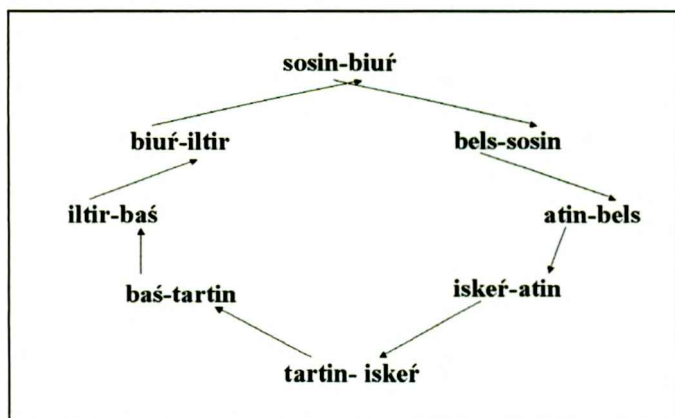 sosin-biuŕ
biuŕ-iltir
bels-sosin
iltir-baś
atin-bels
baś-tartin
iskeŕ-atin
tartin- iskeŕ